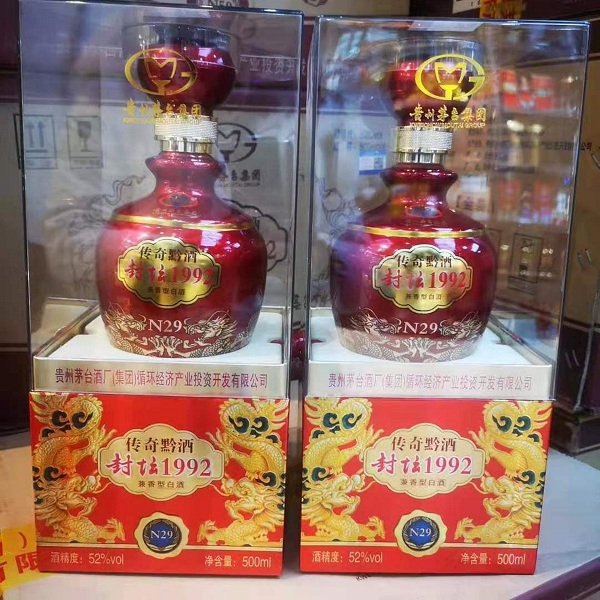 贵州茅台集团
KWEICHOW MOUTAI GROUP
传奇黔酒
封坛1992
兼香型白酒
N29
贵州茅台酒厂(集团)循环经济产业投资开发有限公司
传奇黔酒
封坛1992
兼香型白酒
N29
酒精度：52%vol
净含量：500ml
贵州茅台集团
KWEICHOW MOUTAI GROUP
传奇黔酒
封坛1992
兼香型白酒
N29
贵州茅台酒厂(集团)循环经济产业投资开发有限公司
传奇黔酒
封坛1992
兼香型白酒
N29
酒精度：52%vol
净含量：500ml